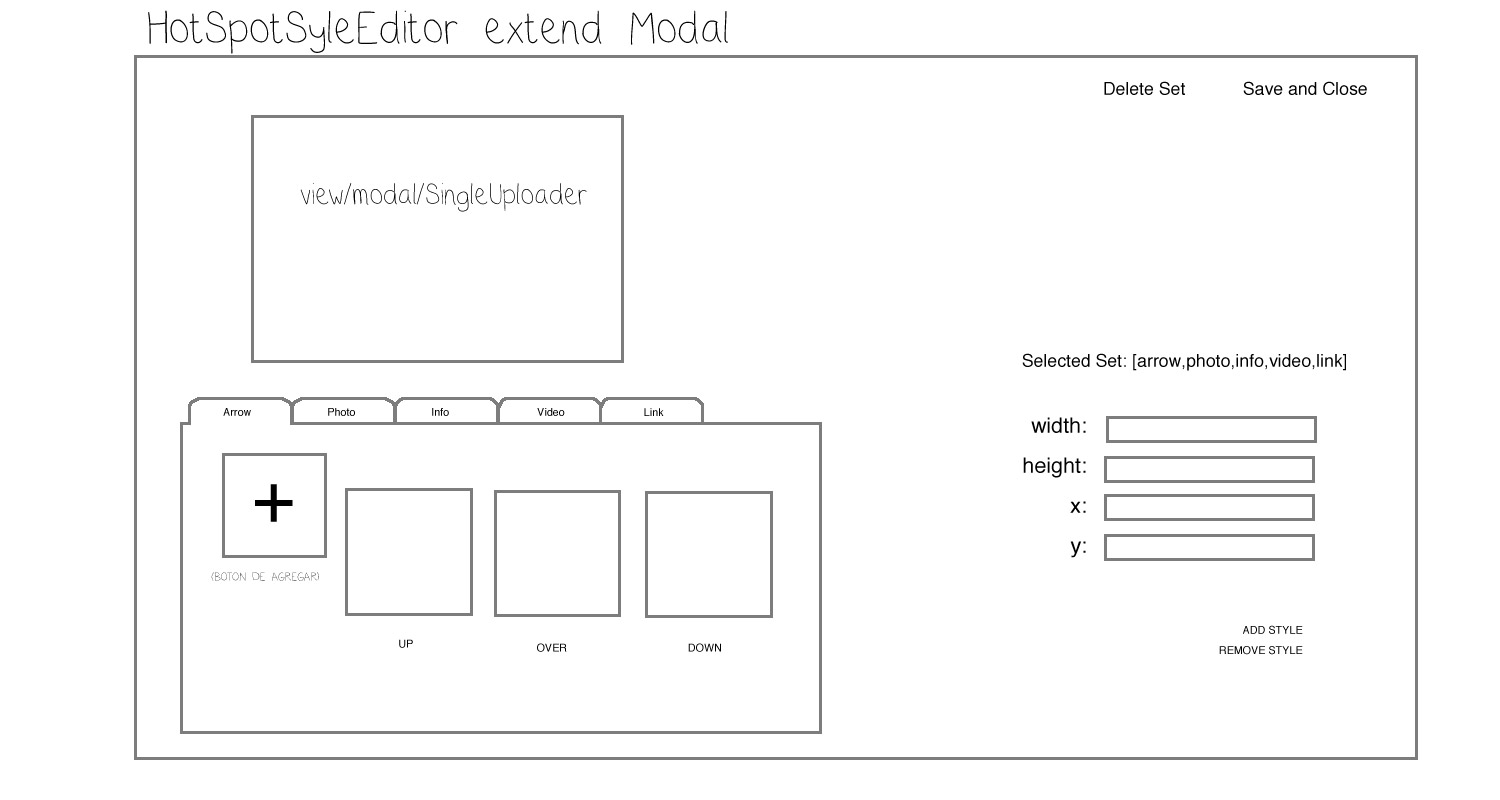 HotSpotSyleEditor extend Modal
Delete Set Save and Close
view/modal/SingleUploader
Selected Set: [arrow,photo,info,video,link]
Arrow Photo Info Video Link
width:
height:
x:
y:
+
(BOTON DE AGREGAR)
UP OVER DOWN
ADD STYLE
REMOVE STYLE